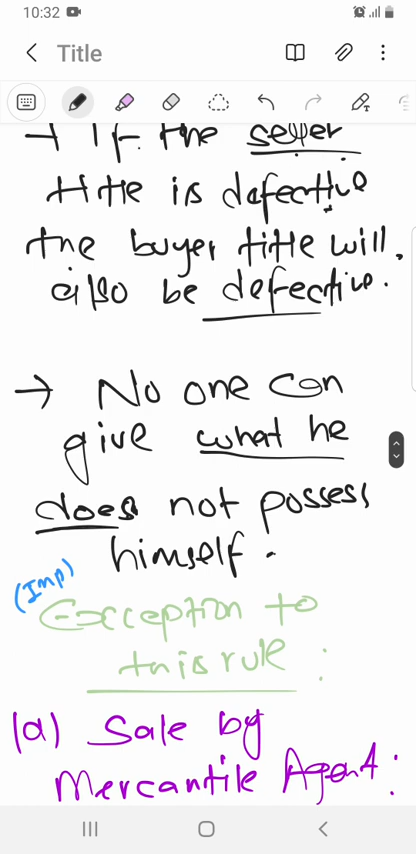 10:32
Title
→ If the seller
title is defective
the buyer title will
also be defective.
→ No one can
give what he
does not possess
himself.
(Imp)
Exception to
this rule:
(a) Sale by
Mercantile Agent: